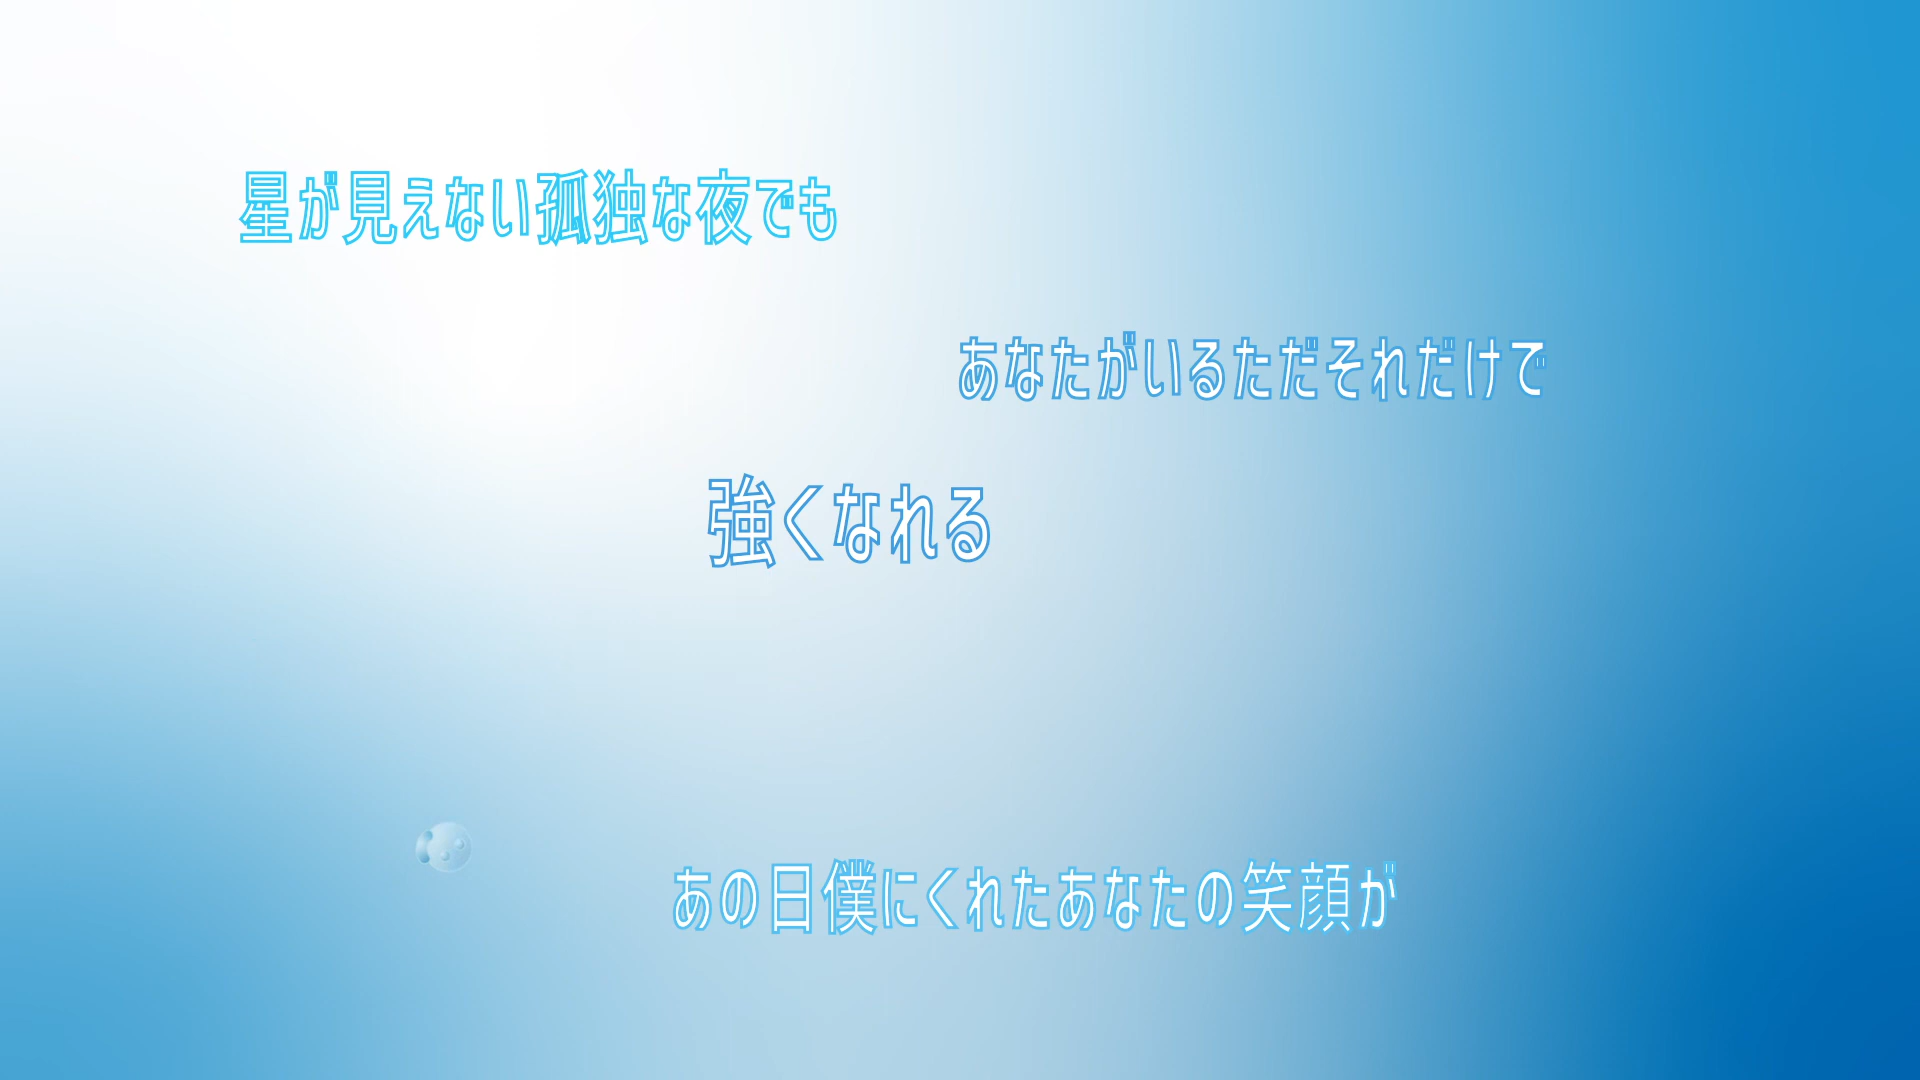 星が見えない孤独な夜でも
あなたがいるただそれだけで
強くなれる
あの日僕にくれたあなたの笑顔が